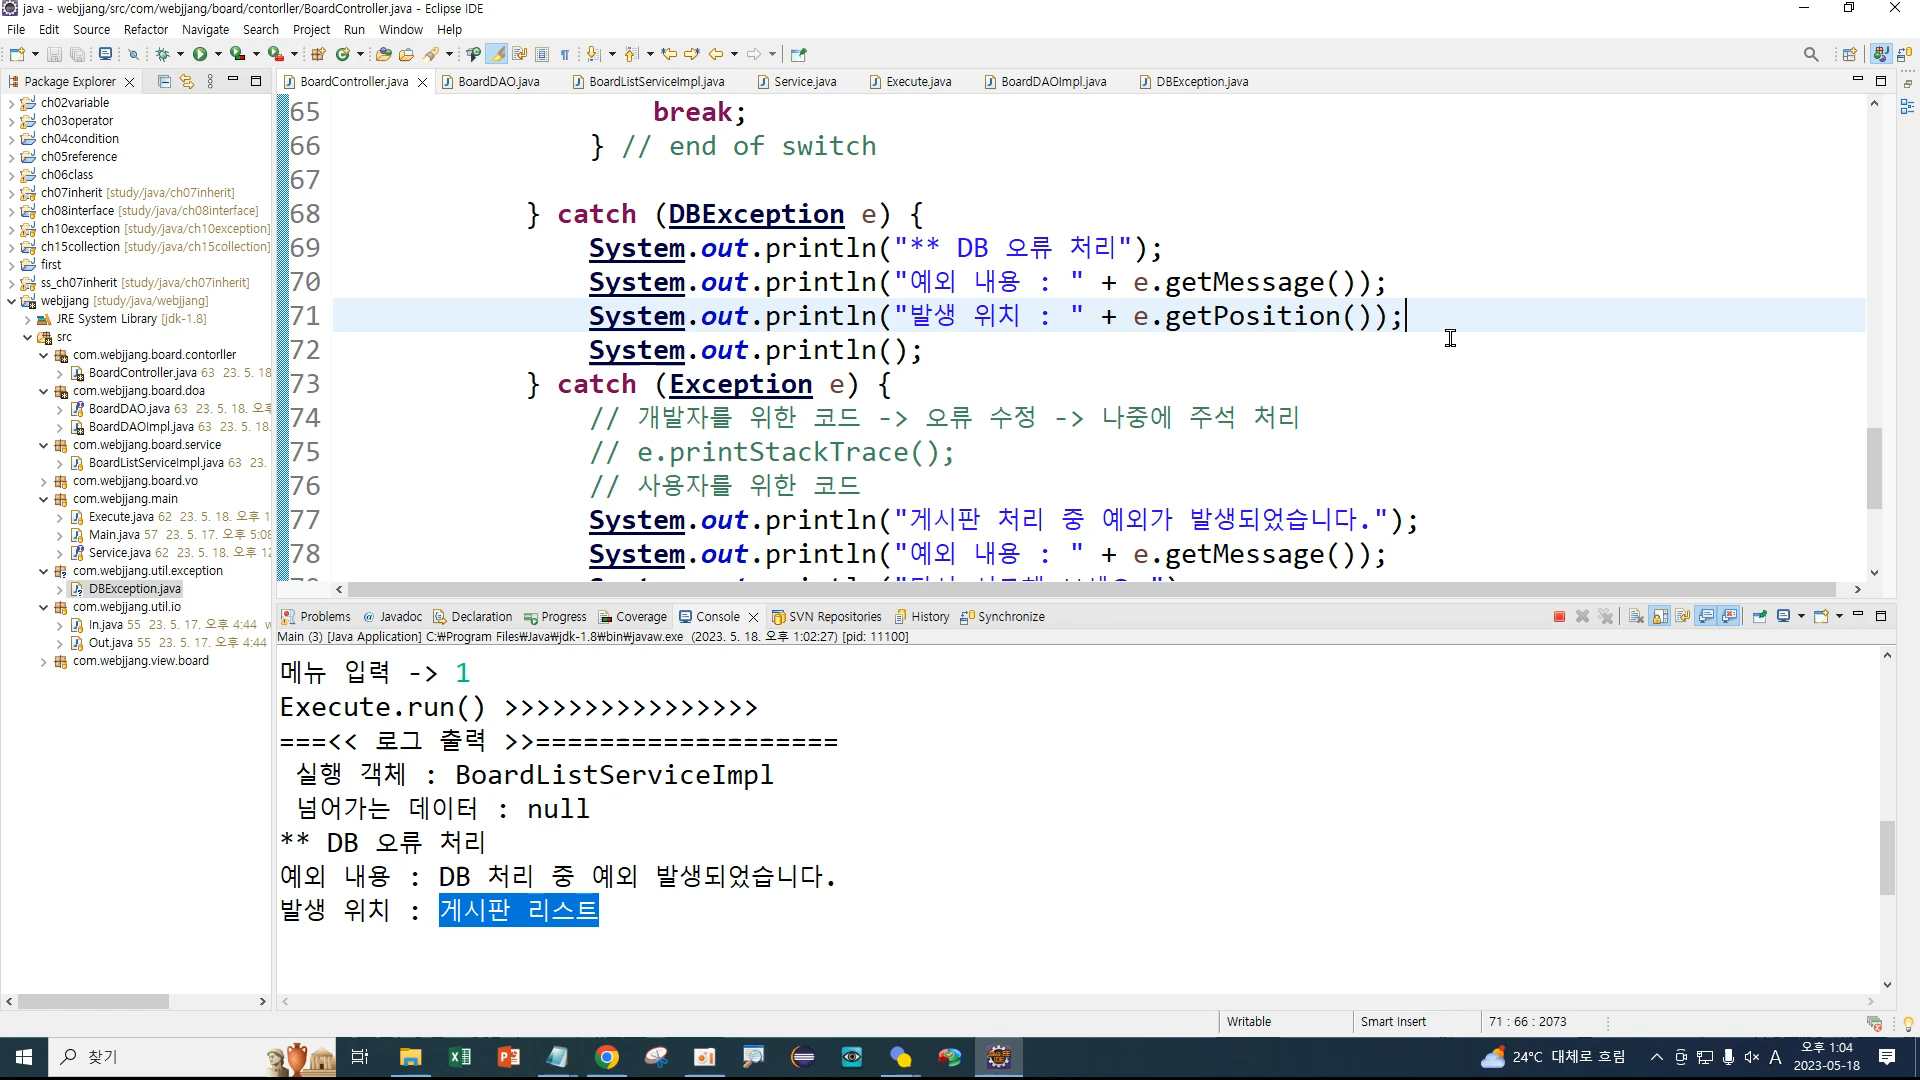 java - webjjang/src/com/webjjang/board/contorller/BoardController.java - Eclipse IDE
File Edit Source Refactor Navigate Search Project Run Window Help
Package Explorer
BoardController.java BoardDAO.java BoardListServiceImpl.java Service.java Execute.java BoardDAOImpl.java DBException.java
ch02variable
ch03operator
ch04condition
ch05reference
ch06class
ch07inherit [study/java/ch07inherit]
ch08interface [study/java/ch08interface]
ch10exception [study/java/ch10exception]
ch15collection [study/java/ch15collection]
first
ss_ch07inherit [study/java/ch07inherit]
webjjang [study/java/webjjang]
JRE System Library [jdk-1.8]
src
com.webjjang.board.contorller
BoardController.java 63 23. 5. 18
com.webjjang.board.doa
BoardDAO.java 63 23. 5. 18. 오후
BoardDAOImpl.java 63 23. 5. 18.
com.webjjang.board.service
BoardListServiceImpl.java 63 23.
com.webjjang.board.vo
com.webjjang.main
Execute.java 62 23. 5. 18. 오후 1
Main.java 57 23. 5. 17. 오후 5:08
Service.java 62 23. 5. 18. 오후 12
com.webjjang.util.exception
DBException.java
com.webjjang.util.io
In.java 55 23. 5. 17. 오후 4:44 w
Out.java 55 23. 5. 17. 오후 4:44
com.webjjang.view.board
65 break;
66 } // end of switch
67
68 } catch (DBException e) {
69 System.out.println("** DB 오류 처리");
70 System.out.println("예외 내용 : " + e.getMessage());
71 System.out.println("발생 위치 : " + e.getPosition());
72 System.out.println();
73 } catch (Exception e) {
74 // 개발자를 위한 코드 -> 오류 수정 -> 나중에 주석 처리
75 // e.printStackTrace();
76 // 사용자를 위한 코드
77 System.out.println("게시판 처리 중 예외가 발생되었습니다.");
78 System.out.println("예외 내용 : " + e.getMessage());
Problems Javadoc Declaration Progress Coverage Console SVN Repositories History Synchronize
Main (3) [Java Application] C:₩Program Files₩Java₩jdk-1.8₩bin₩javaw.exe (2023. 5. 18. 오후 1:02:27) [pid: 11100]
메뉴 입력 -> 1
Execute.run() >>>>>>>>>>>>>>>>
===<< 로그 출력 >>===================
실행 객체 : BoardListServiceImpl
넘어가는 데이터 : null
** DB 오류 처리
예외 내용 : DB 처리 중 예외 발생되었습니다.
발생 위치 : 게시판 리스트
Writable Smart Insert 71 : 66 : 2073
찾기
24°C 대체로 흐림 A 오후 1:04
2023-05-18